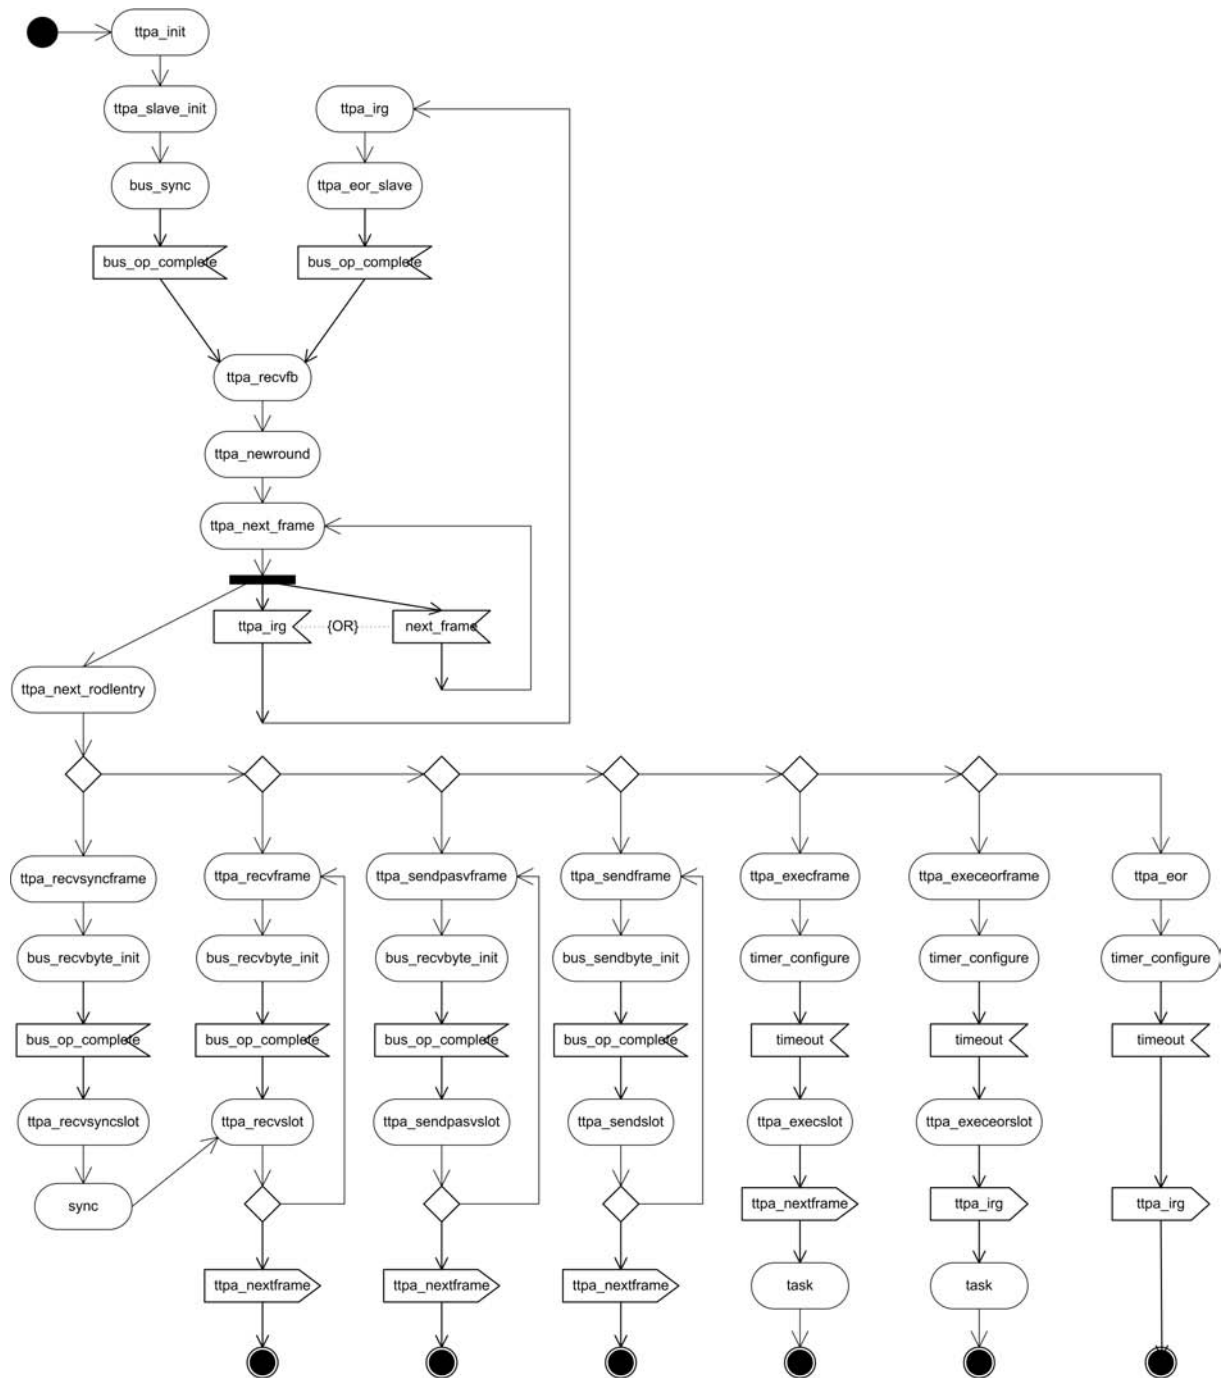 ttpa_init
ttpa_slave_init
ttpa_irg
bus_sync
ttpa_eor_slave
bus_op_complete
bus_op_complete
ttpa_recvfb
ttpa_newround
ttpa_next_frame
ttpa_irg
{OR}
next_frame
ttpa_next_rodlentry
ttpa_recvsyncframe
ttpa_recvframe
ttpa_sendpasvframe
ttpa_sendframe
ttpa_execframe
ttpa_execeorframe
ttpa_eor
bus_recvbyte_init
bus_recvbyte_init
bus_recvbyte_init
bus_sendbyte_init
timer_configure
timer_configure
timer_configure
bus_op_complete
bus_op_complete
bus_op_complete
bus_op_complete
timeout
timeout
timeout
ttpa_recvsyncslot
ttpa_recvslot
ttpa_sendpasvslot
ttpa_sendslot
ttpa_execslot
ttpa_execeorslot
sync
ttpa_nextframe
ttpa_irg
ttpa_irg
ttpa_nextframe
ttpa_nextframe
ttpa_nextframe
task
task